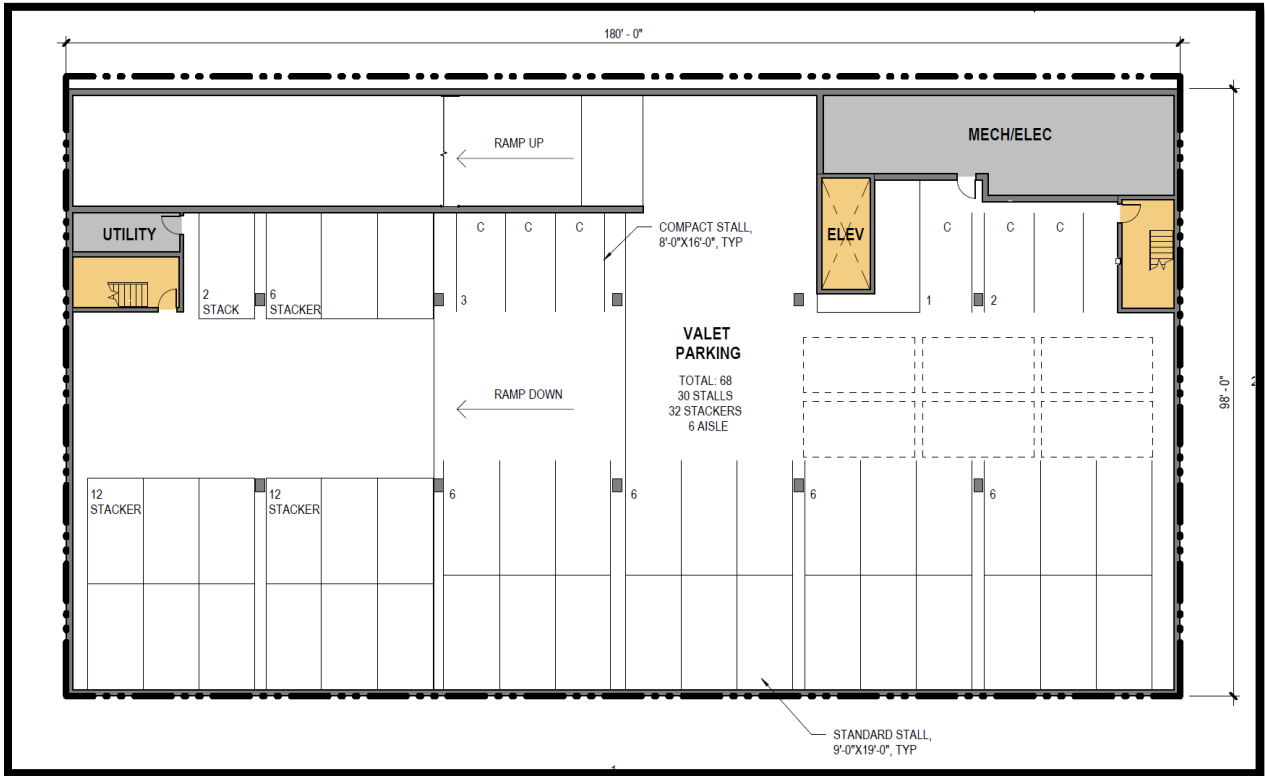 180' - 0"
RAMP UP
MECH/ELEC
UTILITY
C
C
C
COMPACT STALL,
8'-0"X16'-0", TYP
ELEV
C
C
C
2
STACK
6
STACKER
3
1
2
VALET
PARKING
TOTAL: 68
30 STALLS
32 STACKERS
6 AISLE
RAMP DOWN
98' - 0"
12
STACKER
12
STACKER
6
6
6
6
STANDARD STALL,
9'-0"X19'-0", TYP